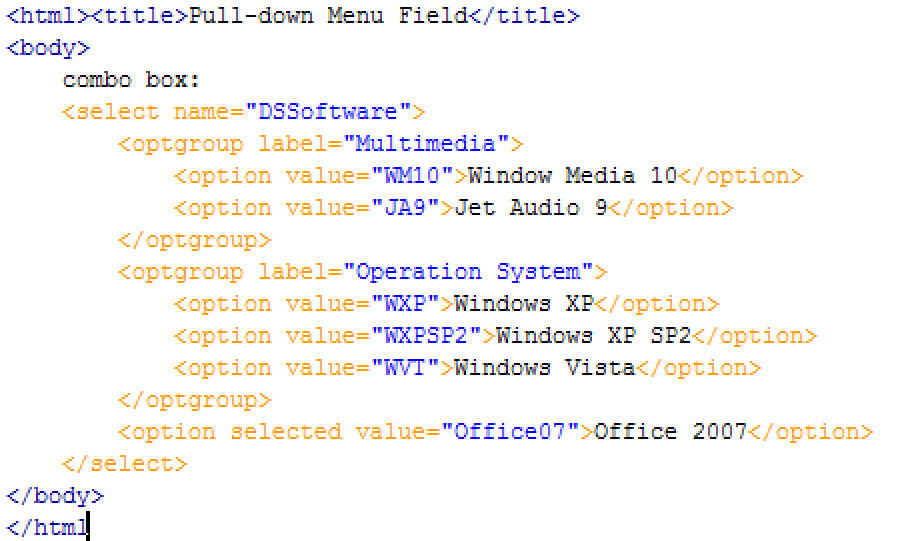 <html><title>Pull-down Menu Field</title>
<body>
combo box:
<select name="DSSoftware">
<optgroup label="Multimedia">
<option value="WM10">Window Media 10</option>
<option value="JA9">Jet Audio 9</option>
</optgroup>
<optgroup label="Operation System">
<option value="WXP">Windows XP</option>
<option value="WXPSP2">Windows XP SP2</option>
<option value="WVT">Windows Vista</option>
</optgroup>
<option selected value="Office07">Office 2007</option>
</select>
</body>
</html